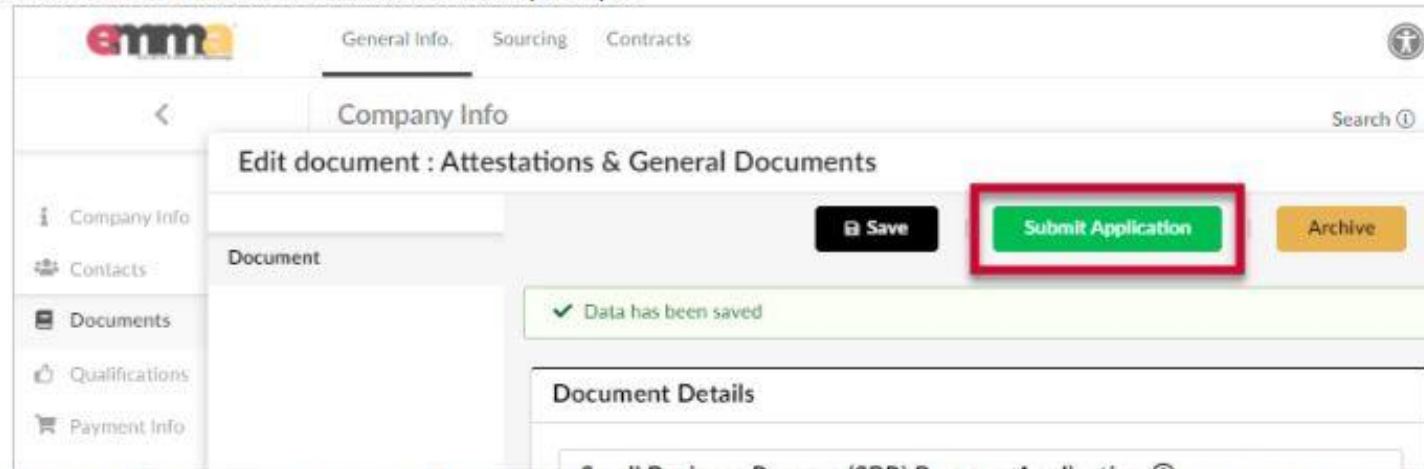 emma
General Info. Sourcing Contracts
Company Info
Search
Edit document : Attestations & General Documents
Save Submit Application Archive
Company Info
Contacts
Document
Documents
Data has been saved
Qualifications
Document Details
Payment Info